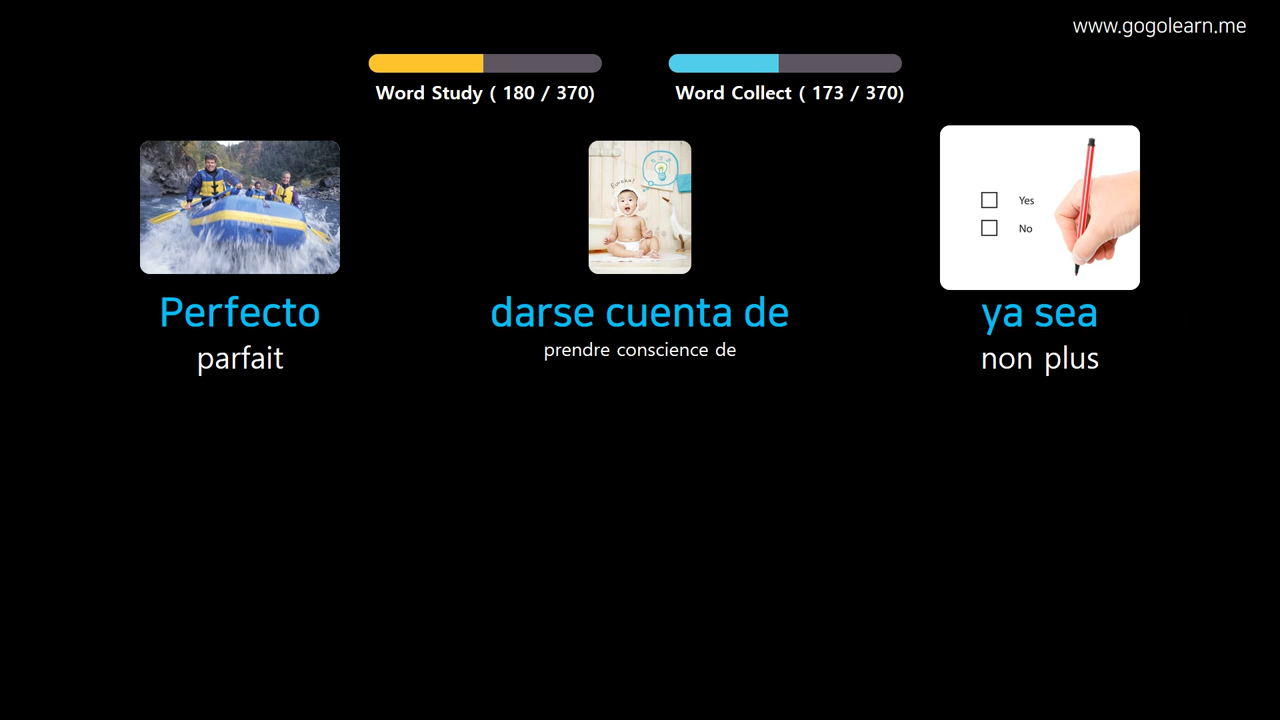 www.gogolearn.me
Word Study ( 180 / 370)
Word Collect ( 173 / 370)
Eureka!
Yes
No
Perfecto
darse cuenta de
ya sea
parfait
prendre conscience de
non plus